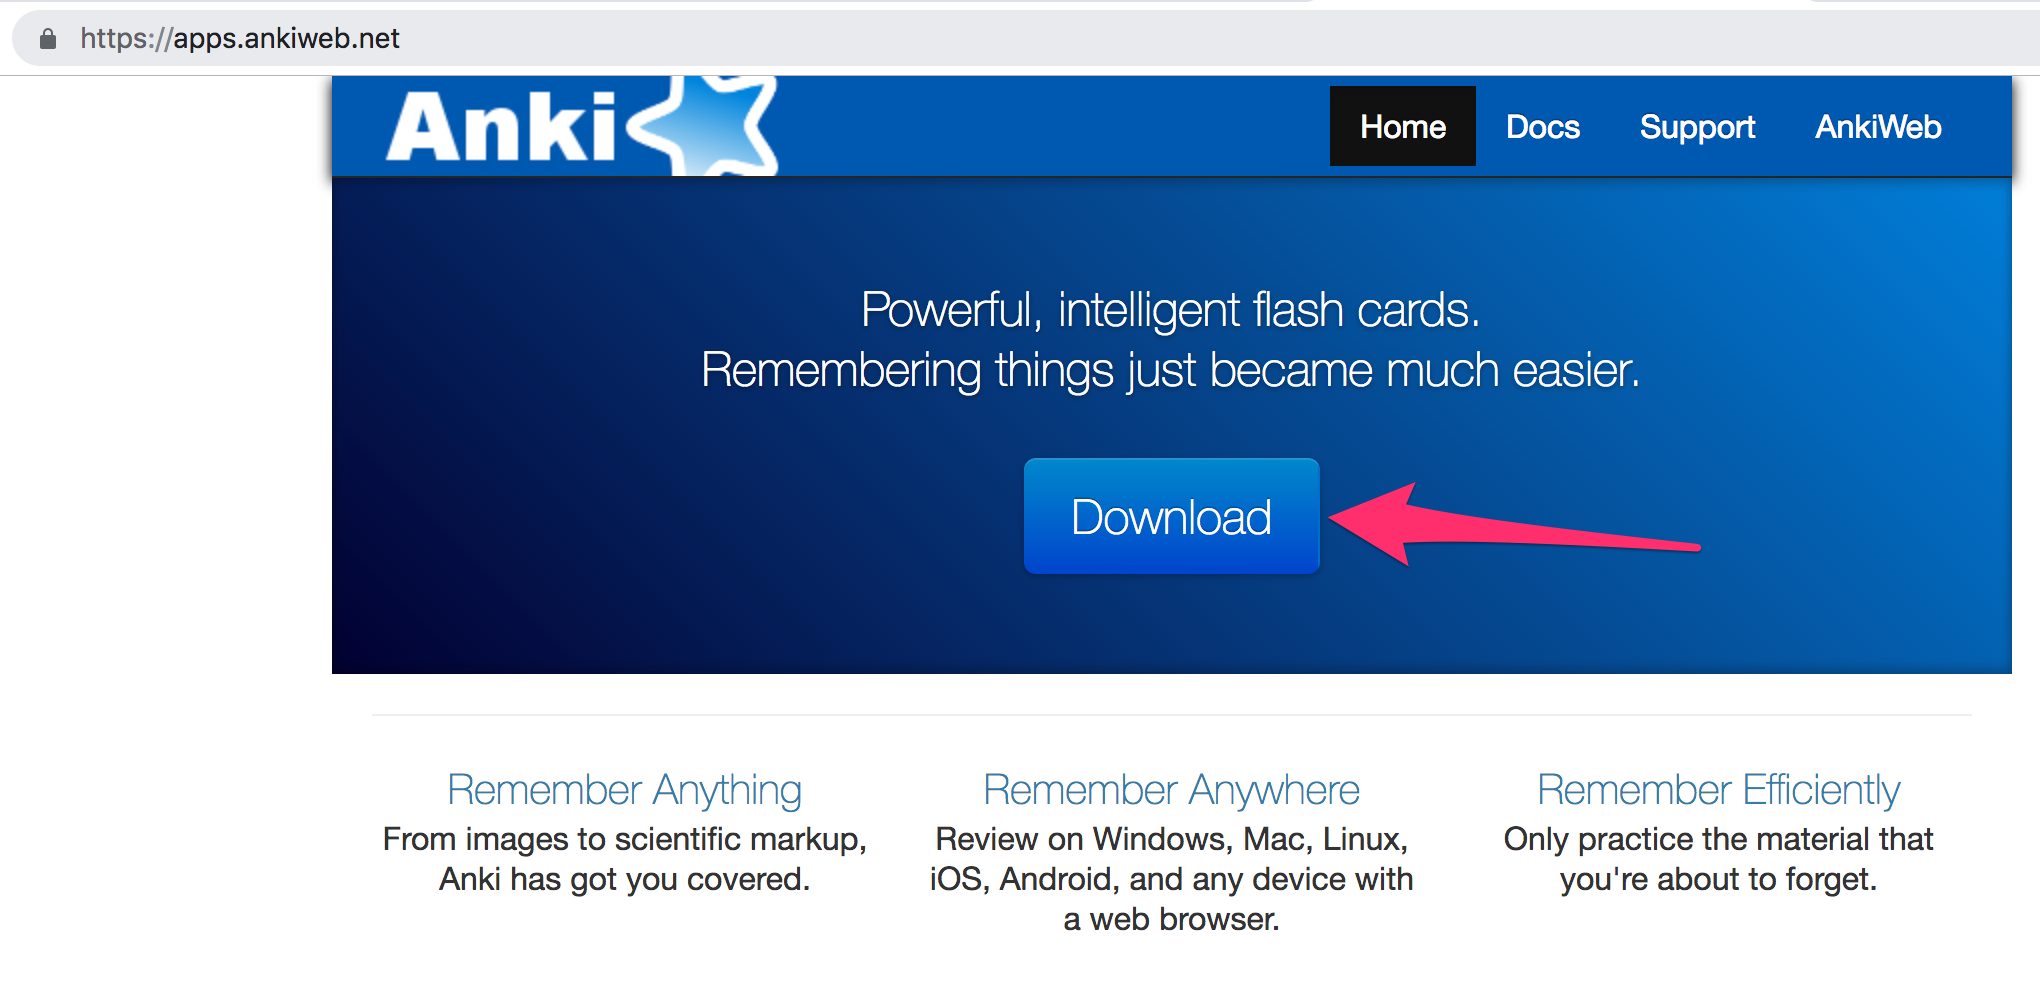 https://apps.ankiweb.net
Anki
Home Docs Support AnkiWeb
Powerful, intelligent flash cards.
Remembering things just became much easier.
Download
Remember Anything
From images to scientific markup,
Anki has got you covered.
Remember Anywhere
Review on Windows, Mac, Linux,
iOS, Android, and any device with
a web browser.
Remember Efficiently
Only practice the material that
you're about to forget.